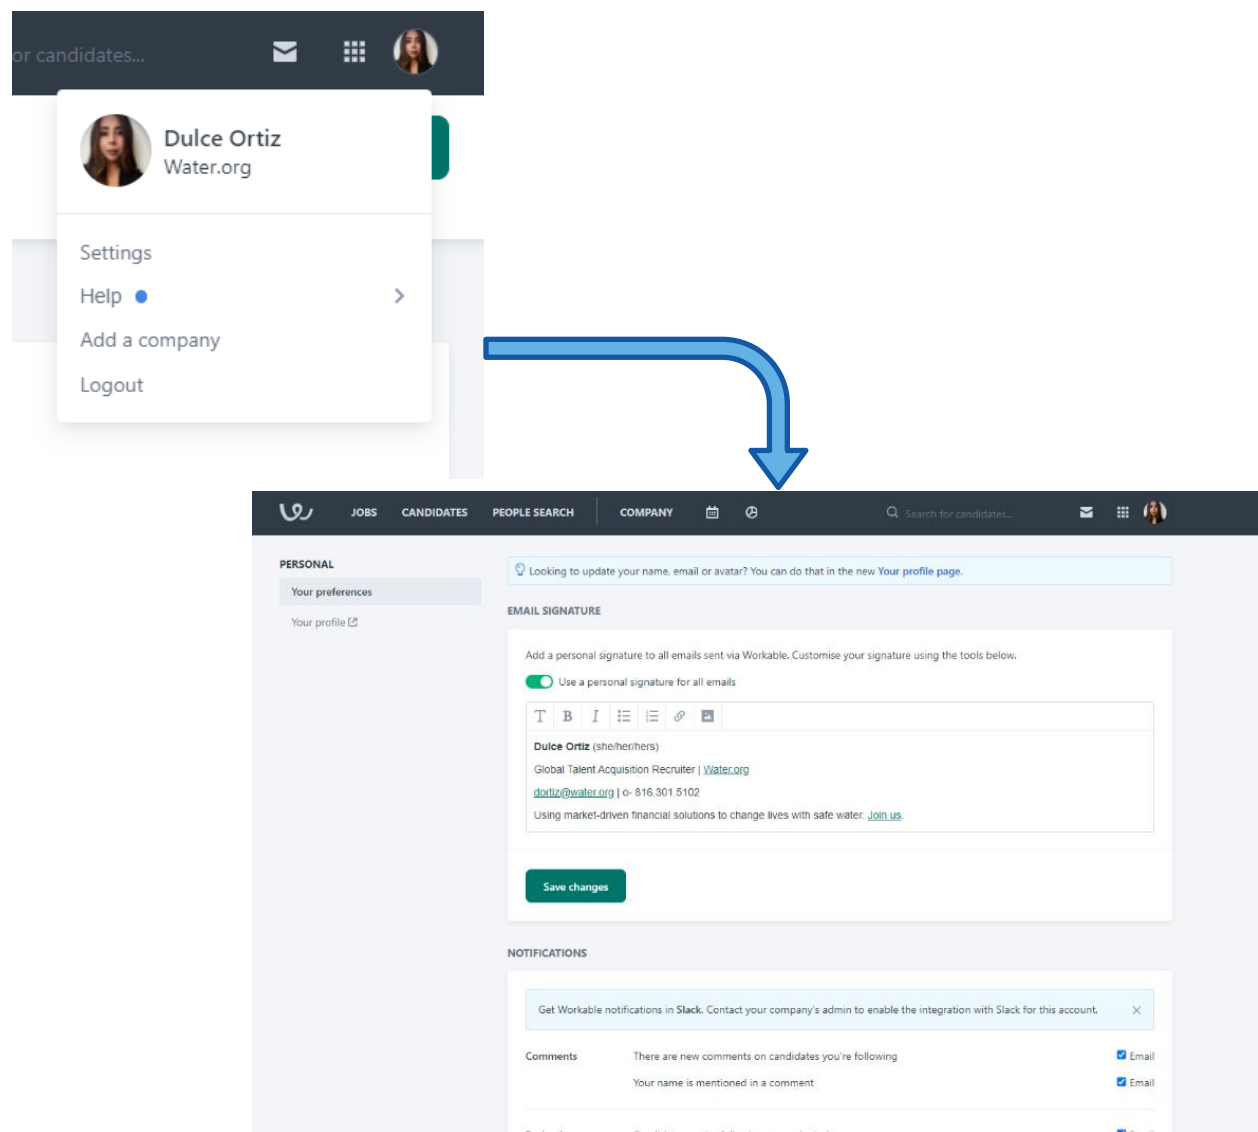 or candidates...
Dulce Ortiz
Water.org
Settings
Help
Add a company
Logout
JOBS CANDIDATES PEOPLE SEARCH COMPANY Search for candidates...
PERSONAL
Your preferences
Your profile
Looking to update your name, email or avatar? You can do that in the new Your profile page.
EMAIL SIGNATURE
Add a personal signature to all emails sent via Workable. Customise your signature using the tools below.
Use a personal signature for all emails
T B I
Dulce Ortiz (she/her/hers)
Global Talent Acquisition Recruiter | Water.org
dortiz@water.org | o- 816.301.5102
Using market-driven financial solutions to change lives with safe water. Join us.
Save changes
NOTIFICATIONS
Get Workable notifications in Slack. Contact your company's admin to enable the integration with Slack for this account.
Comments There are new comments on candidates you're following Email
Your name is mentioned in a comment Email